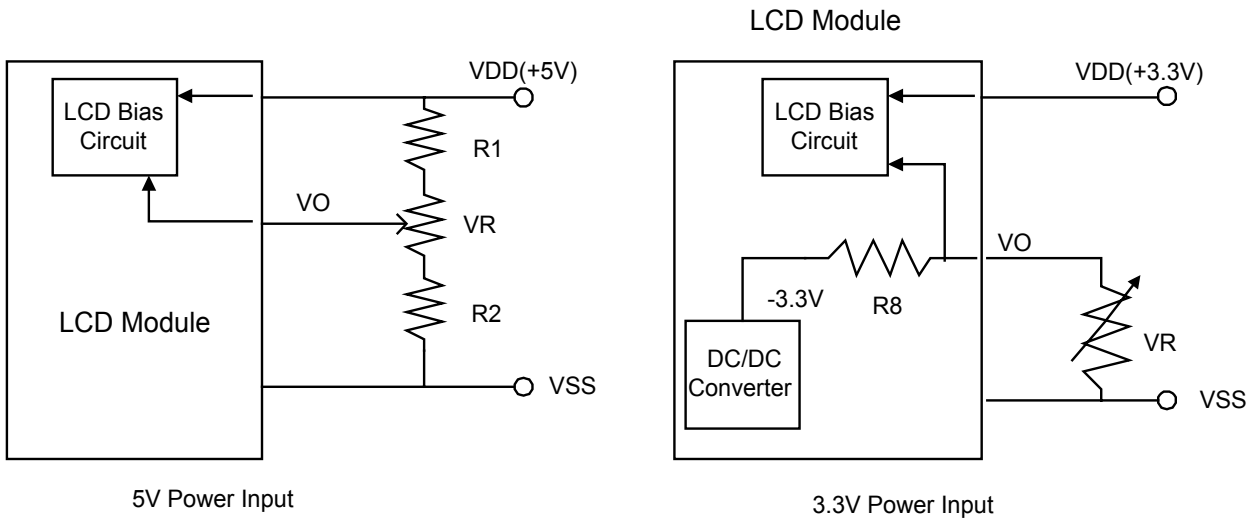 LCD Module
VDD(+5V)
LCD Bias
Circuit
R1
VO
VR
LCD Module
R2
VSS
5V Power Input
VDD(+3.3V)
LCD Bias
Circuit
VO
-3.3V
R8
DC/DC
Converter
VR
VSS
3.3V Power Input